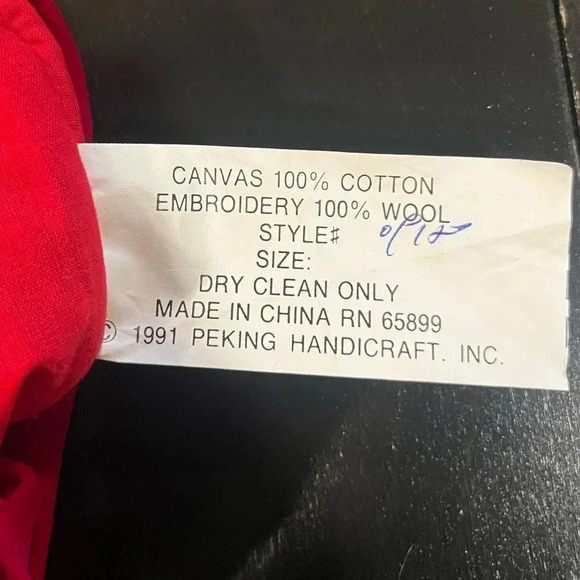 CANVAS 100% COTTON
EMBROIDERY 100% WOOL
STYLE#
SIZE:
DRY CLEAN ONLY
MADE IN CHINA RN 65899
© 1991 PEKING HANDICRAFT. INC.